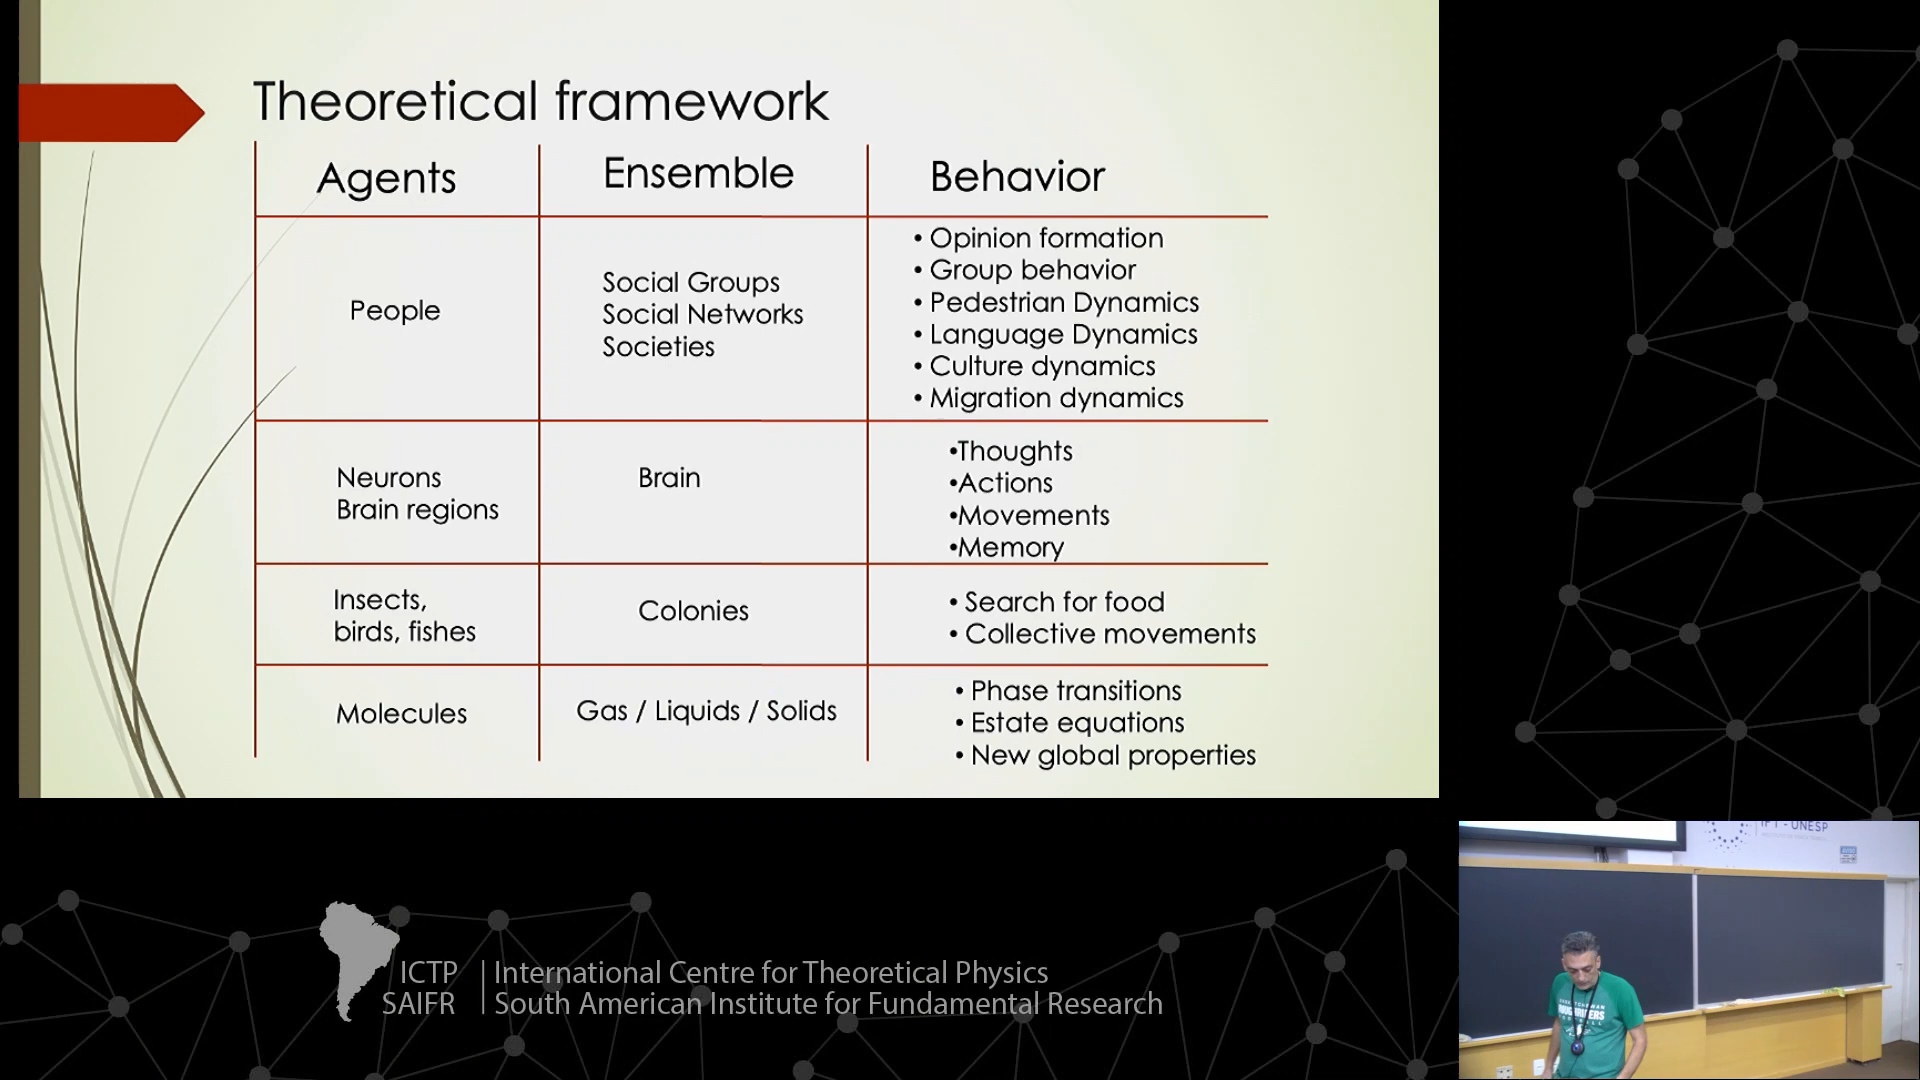 Theoretical framework
Agents
Ensemble
Behavior
People
Social Groups
Social Networks
Societies
• Opinion formation
• Group behavior
• Pedestrian Dynamics
• Language Dynamics
• Culture dynamics
• Migration dynamics
Neurons
Brain regions
Brain
•Thoughts
•Actions
•Movements
•Memory
Insects,
birds, fishes
Colonies
• Search for food
• Collective movements
Molecules
Gas / Liquids / Solids
• Phase transitions
• Estate equations
• New global properties
ICTP International Centre for Theoretical Physics
SAIFR South American Institute for Fundamental Research
IFT - UNESP